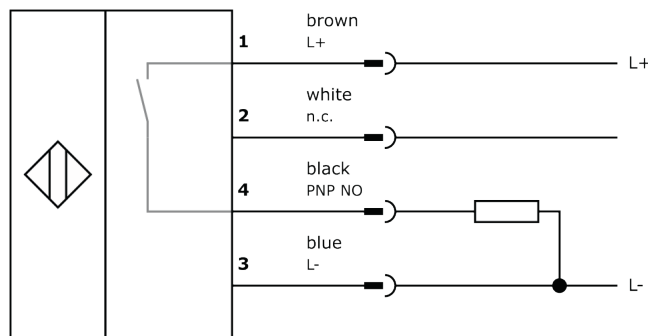 brown
1 L+ L+
white
2 n.c.
black
4 PNP NO
blue
3 L- L-